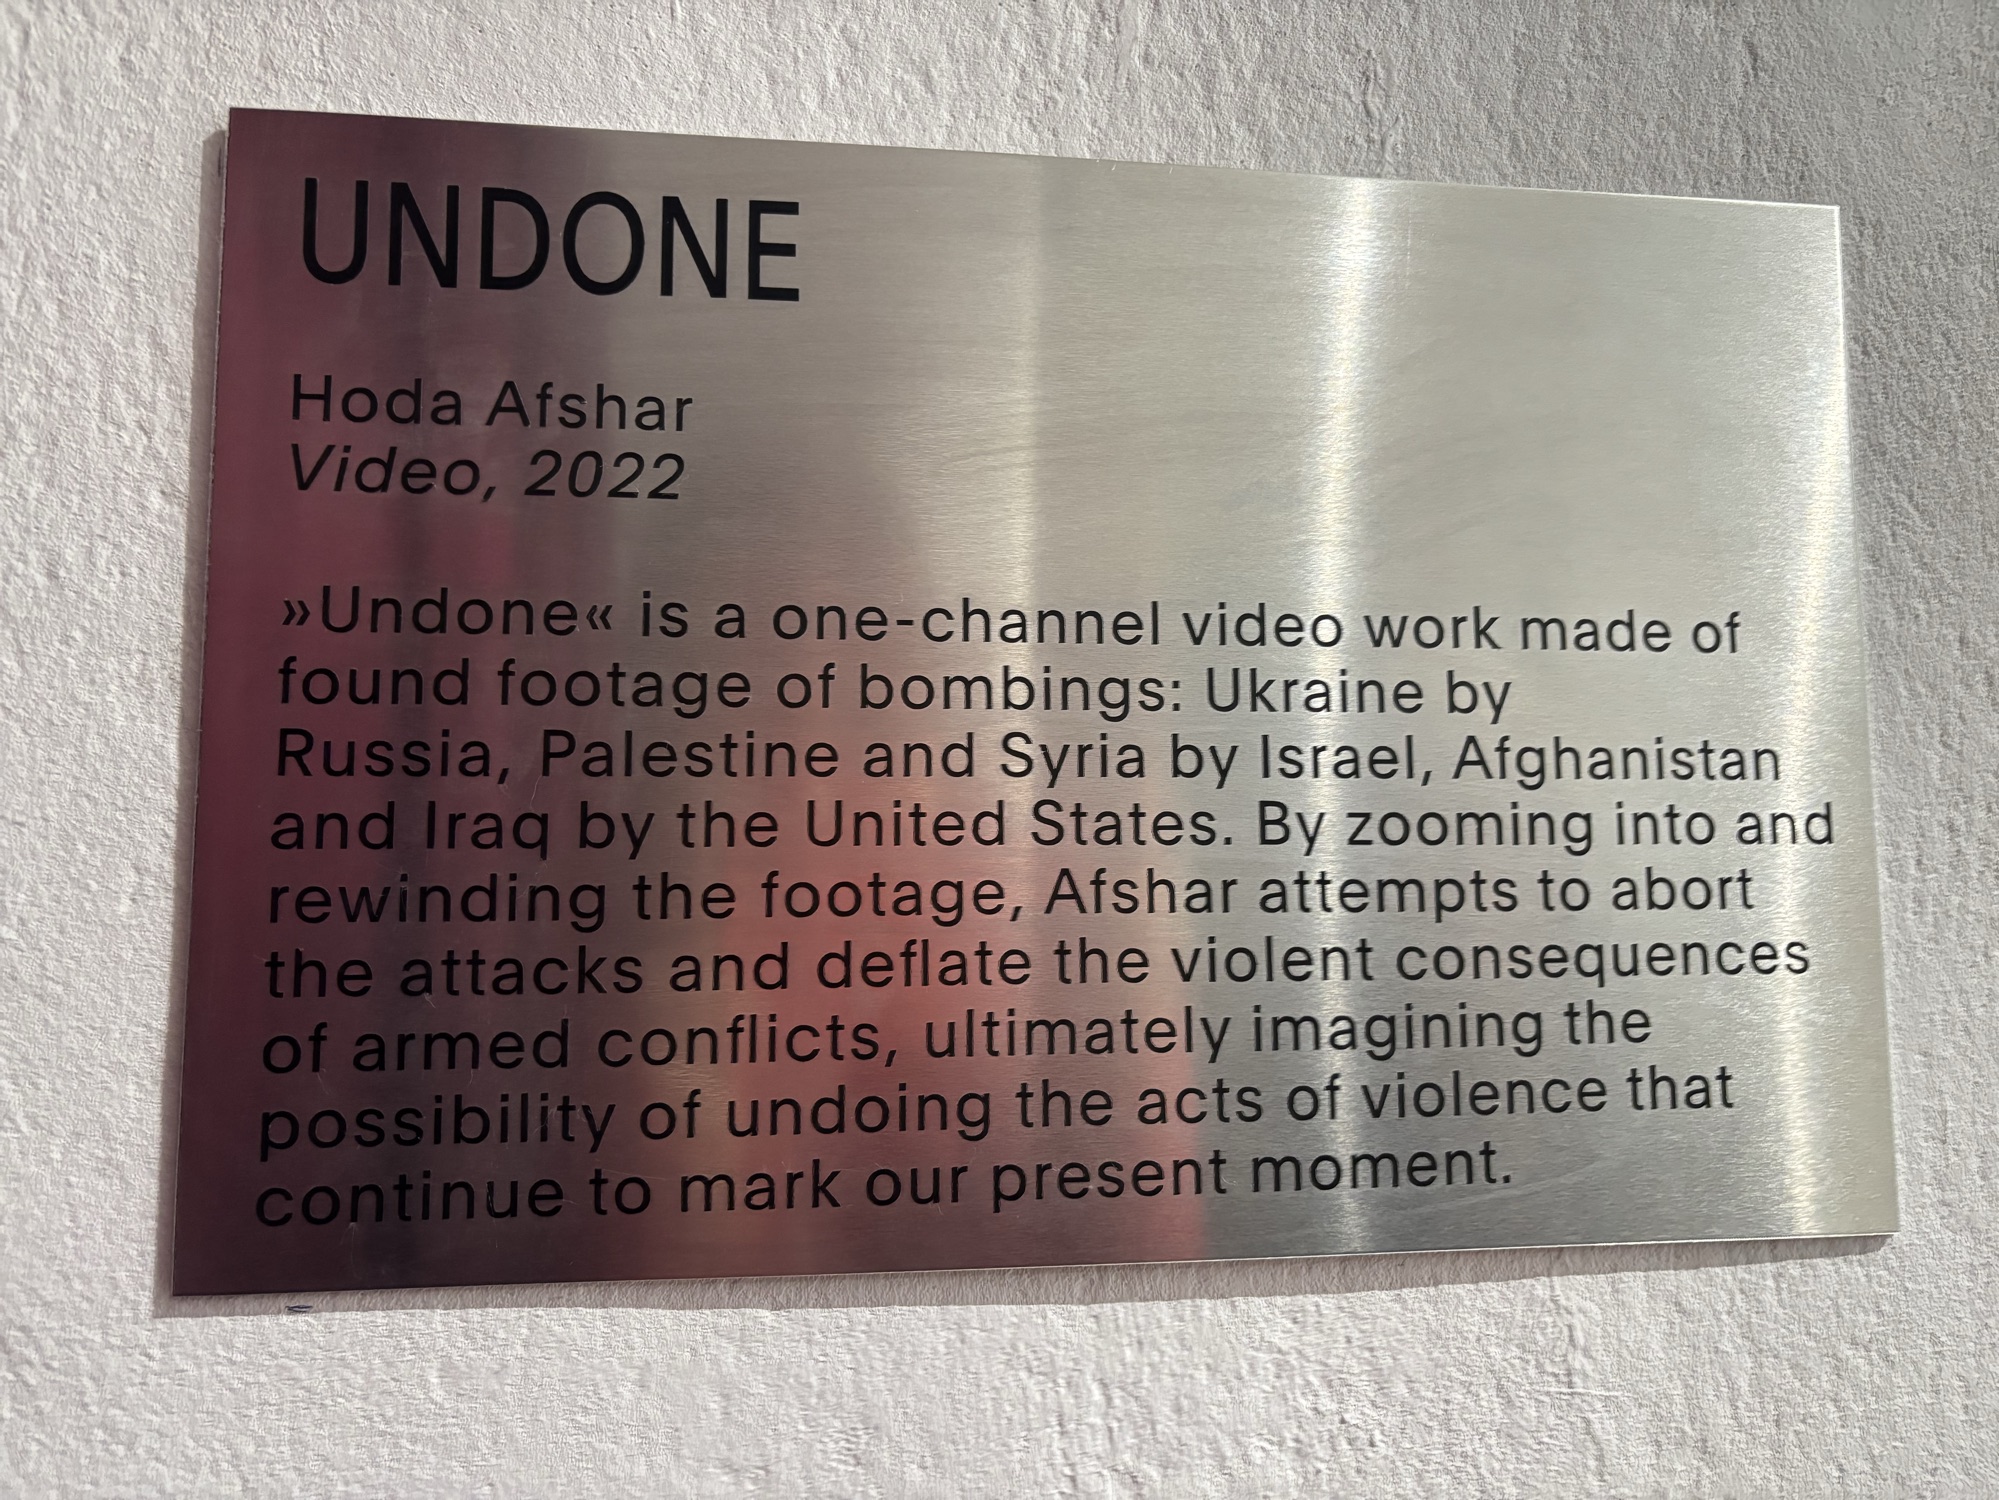 UNDONE
Hoda Afshar
Video, 2022
»Undone« is a one-channel video work made of
found footage of bombings: Ukraine by
Russia, Palestine and Syria by Israel, Afghanistan
and Iraq by the United States. By zooming into and
rewinding the footage, Afshar attempts to abort
the attacks and deflate the violent consequences
of armed conflicts, ultimately imagining the
possibility of undoing the acts of violence that
continue to mark our present moment.